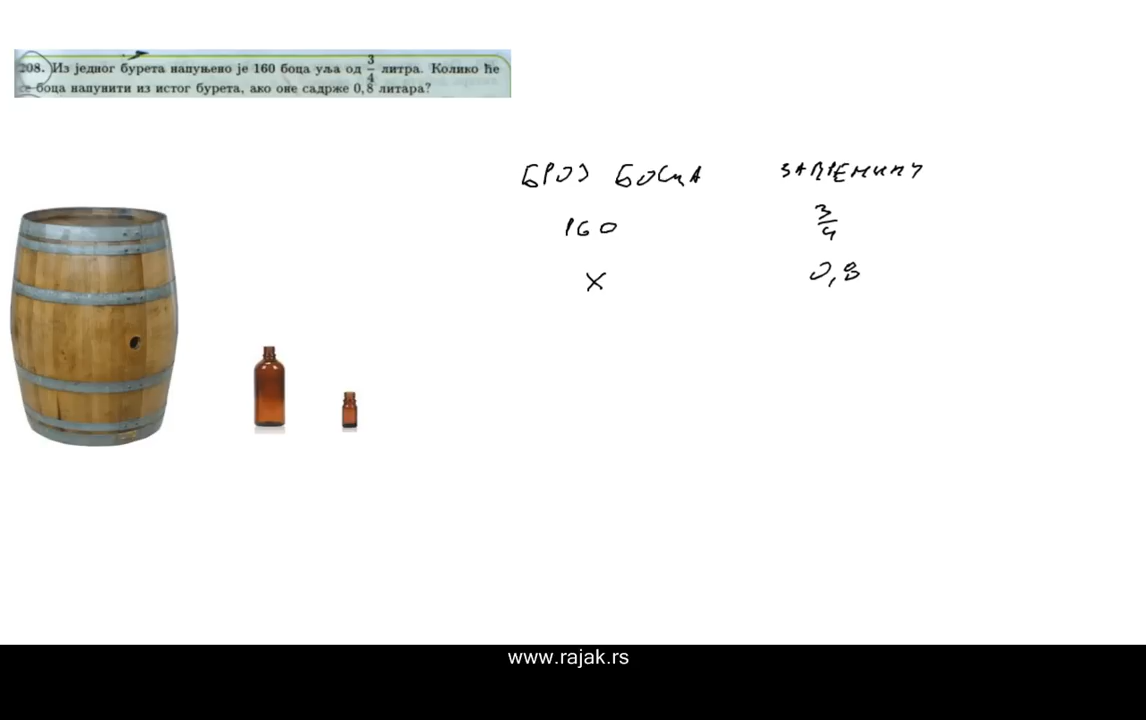 208. Из једног бурета напуњено је 160 боца уља од 3/4 литра. Колико ће
се боца напунити из истог бурета, ако оне садрже 0,8 литара?
БРОЈ БОЦА ЗАПРЕМИНА
160 3/4
X 0,8
www.rajak.rs